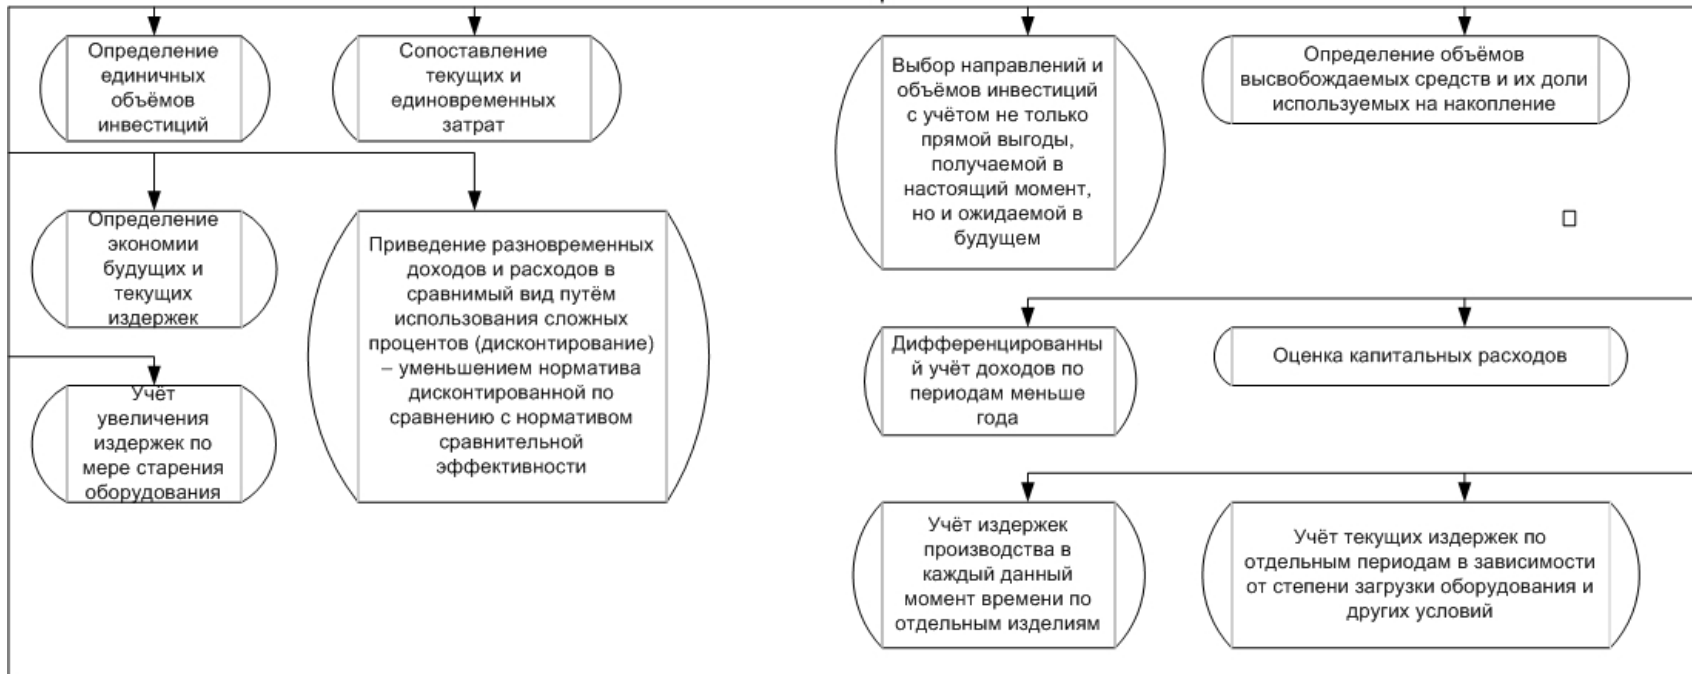 Определение
единичных
объёмов
инвестиций
Сопоставление
текущих и
единовременных
затрат
Выбор направлений и
объёмов инвестиций
с учётом не только
прямой выгоды,
получаемой в
настоящий момент,
но и ожидаемой в
будущем
Определение объёмов
высвобождаемых средств и их доли
используемых на накопление
Определение
экономии
будущих и
текущих
издержек
Приведение разновременных
доходов и расходов в
сравнимый вид путём
использования сложных
процентов (дисконтирование)
– уменьшением норматива
дисконтированной по
сравнению с нормативом
сравнительной
эффективности
Дифференцированны
й учёт доходов по
периодам меньше
года
Оценка капитальных расходов
Учёт
увеличения
издержек по
мере старения
оборудования
Учёт издержек
производства в
каждый данный
момент времени по
отдельным изделиям
Учёт текущих издержек по
отдельным периодам в зависимости
от степени загрузки оборудования и
других условий